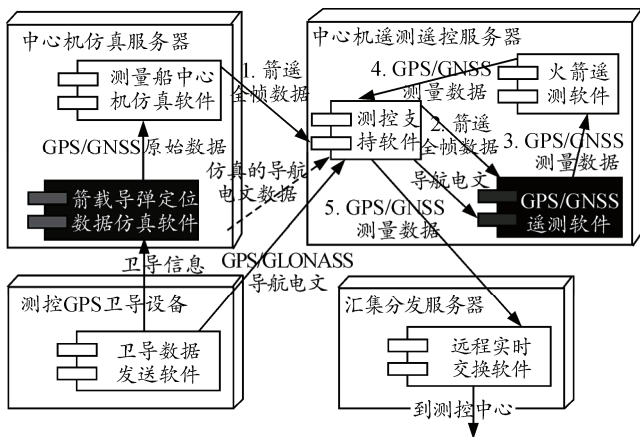 中心机仿真服务器
测量船中心
机仿真软件
1. 箭遥
全帧数据
GPS/GNSS原始数据
箭载导弹定位
数据仿真软件
仿真的导航
电文数据
卫导信息
GPS/GLONASS
导航电文
测控GPS卫导设备
卫导数据
发送软件
中心机遥测遥控服务器
4. GPS/GNSS
测量数据
火箭遥
测软件
测控支
持软件
2. 箭遥
全帧数据
3. GPS/GNSS
测量数据
导航电文
GPS/GNSS
遥测软件
5. GPS/GNSS
测量数据
汇集分发服务器
远程实时
交换软件
到测控中心